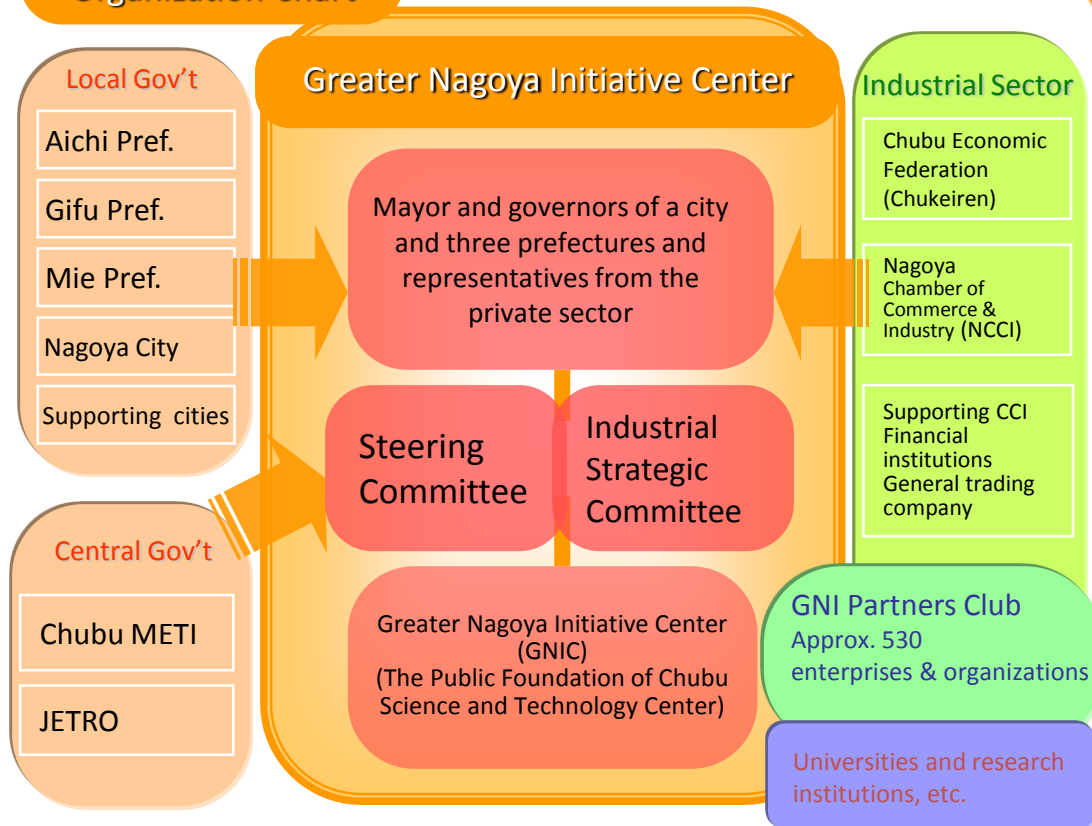 Organization Chart
Local Gov't
Aichi Pref.
Gifu Pref.
Mie Pref.
Nagoya City
Supporting cities
Central Gov't
Chubu METI
JETRO
Greater Nagoya Initiative Center
Mayor and governors of a city
and three prefectures and
representatives from the
private sector
Steering
Committee
Industrial
Strategic
Committee
Greater Nagoya Initiative Center
(GNIC)
(The Public Foundation of Chubu
Science and Technology Center)
Industrial Sector
Chubu Economic
Federation
(Chukeiren)
Nagoya
Chamber of
Commerce &
Industry (NCCI)
Supporting CCI
Financial
institutions
General trading
company
GNI Partners Club
Approx. 530
enterprises & organizations
Universities and research
institutions, etc.